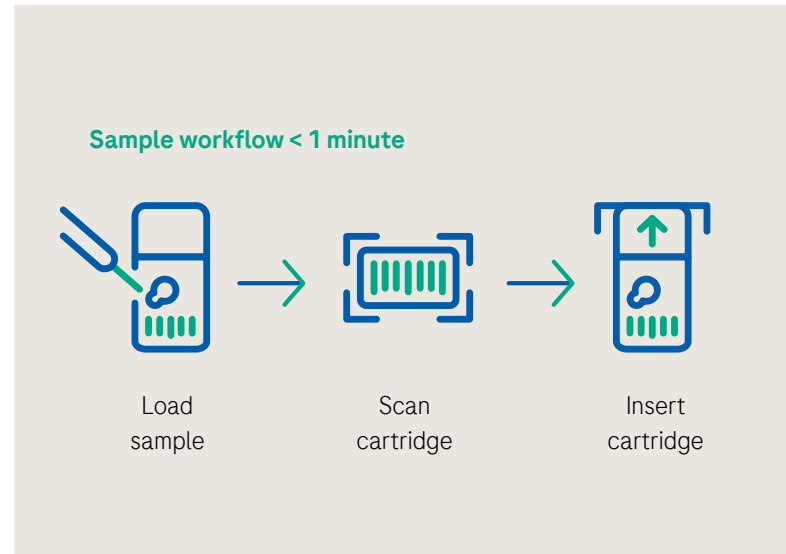 Sample workflow < 1 minute
Load
sample
Scan
cartridge
Insert
cartridge